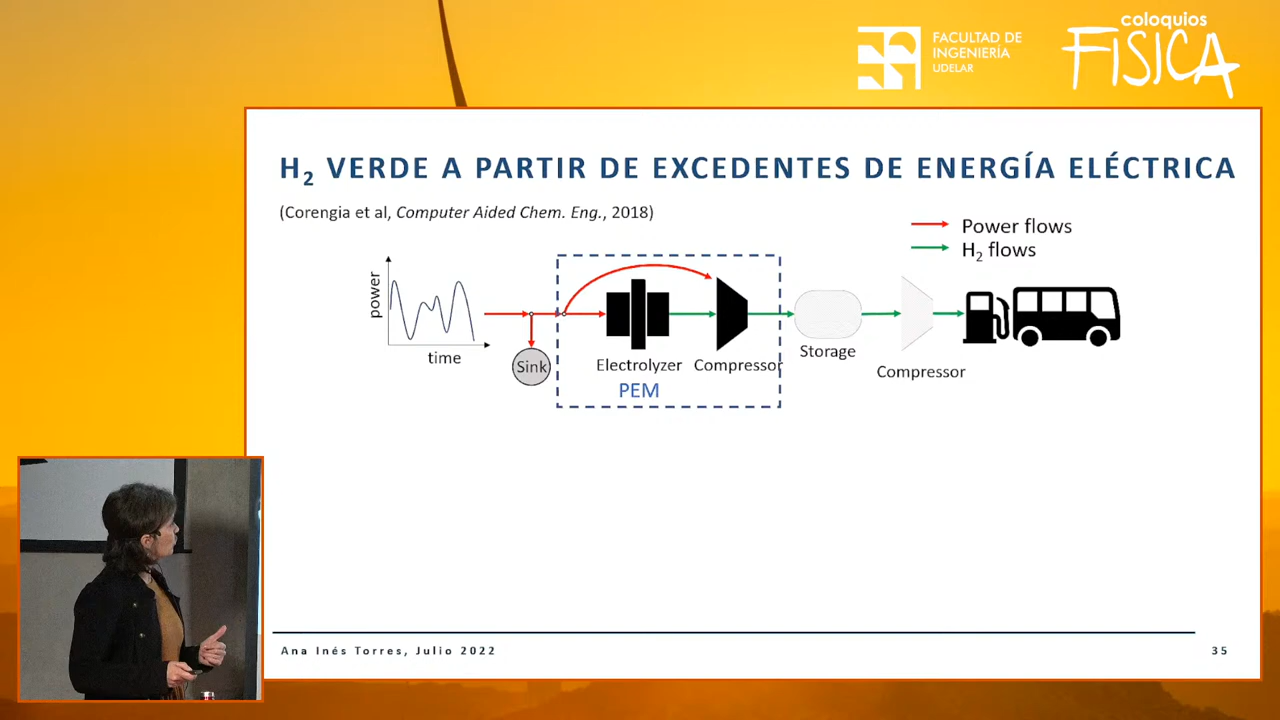 FACULTAD DE
INGENIERÍA
UDELAR
coloquios
FISICA
H2 VERDE A PARTIR DE EXCEDENTES DE ENERGÍA ELÉCTRICA
(Corengia et al, Computer Aided Chem. Eng., 2018)
Power flows
H2 flows
power
time
Sink
Electrolyzer
PEM
Compressor
Storage
Compressor
Ana Inés Torres, Julio 2022
35